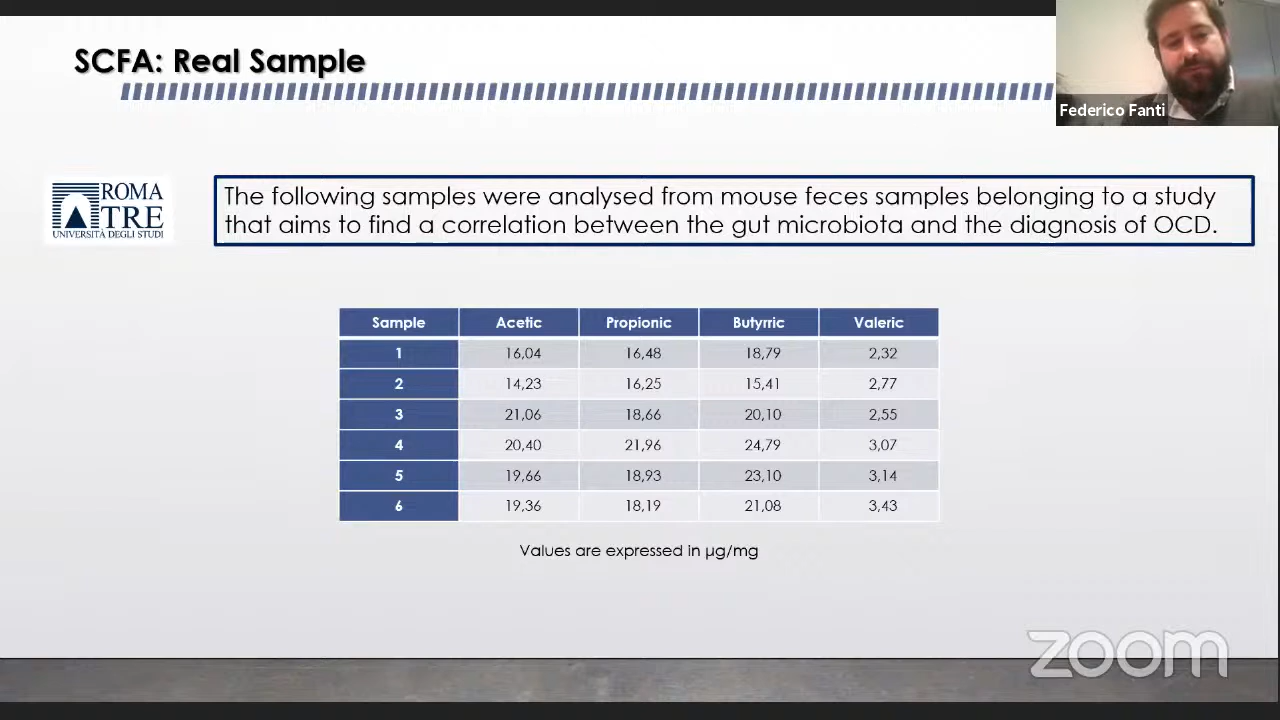 SCFA: Real Sample
Federico Fanti
ROMA
TRE
UNIVERSITÀ DEGLI STUDI
The following samples were analysed from mouse feces samples belonging to a study
that aims to find a correlation between the gut microbiota and the diagnosis of OCD.
Sample Acetic Propionic Butyrric Valeric
1 16,04 16,48 18,79 2,32
2 14,23 16,25 15,41 2,77
3 21,06 18,66 20,10 2,55
4 20,40 21,96 24,79 3,07
5 19,66 18,93 23,10 3,14
6 19,36 18,19 21,08 3,43
Values are expressed in µg/mg
zoom